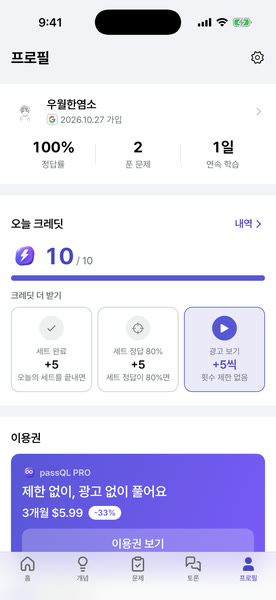 9:41
프로필
우월한염소
2026.10.27 가입
100%
2
1일
정답률
푼 문제
연속 학습
오늘 크레딧
내역
10 / 10
크레딧 더 받기
세트 완료
+5
오늘의 세트를 끝내면
세트 정답 80%
+5
세트 정답이 80%면
광고 보기
+5씩
횟수 제한 없음
이용권
passQL PRO
제한 없이, 광고 없이 풀어요
3개월 $5.99
-33%
이용권 보기
홈
개념
문제
토론
프로필